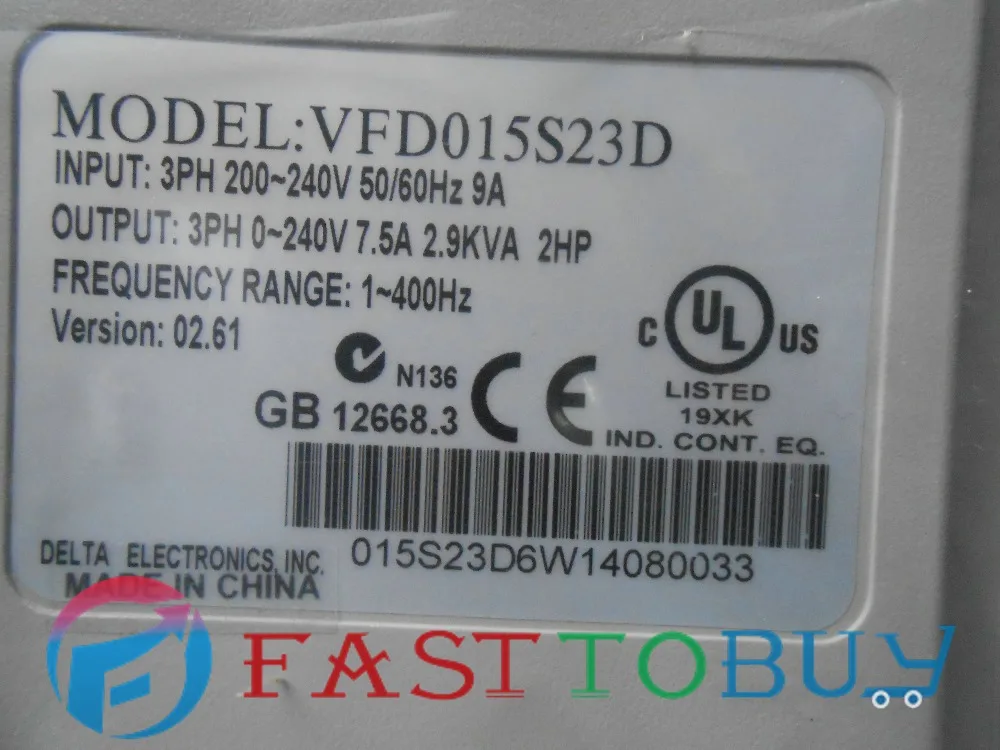 MODEL:VFD015S23D
INPUT: 3PH 200~240V 50/60Hz 9A
OUTPUT: 3PH 0~240V 7.5A 2.9KVA 2HP
FREQUENCY RANGE: 1~400Hz
Version: 02.61
N136
GB 12668.3
CE
C UL US
LISTED
19XK
IND. CONT. EQ.
015S23D6W14080033
DELTA ELECTRONICS, INC.
MADE IN CHINA
FASTTOBUY